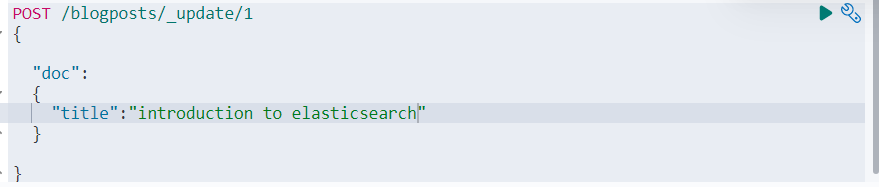 POST /blogposts/_update/1
{
"doc":
{
"title":"introduction to elasticsearch"
}
}